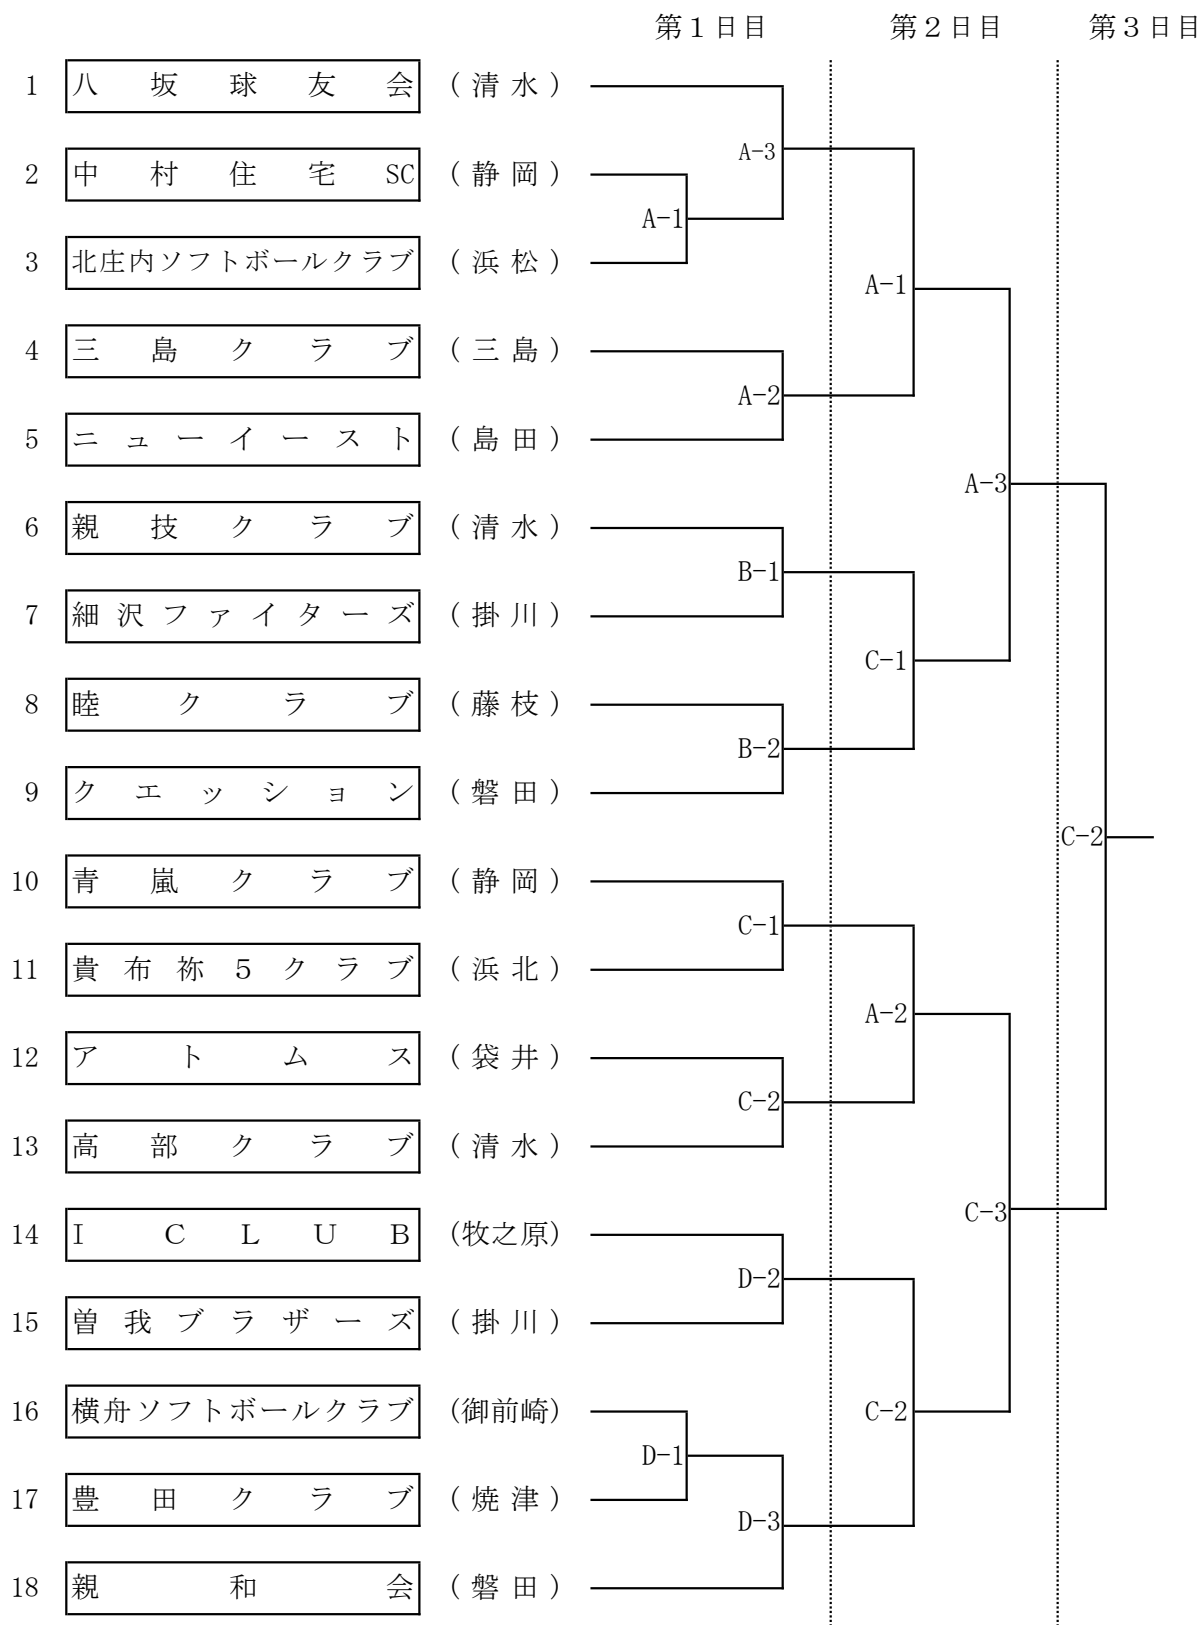 第１日目 第２日目 第３日目
1 八坂球友会 (清水)
A-3
2 中村住宅SC (静岡)
A-1
3 北庄内ソフトボールクラブ (浜松)
A-1
4 三島クラブ (三島)
A-2
5 ニューイースト (島田)
A-3
6 親技クラブ (清水)
B-1
7 細沢ファイターズ (掛川)
C-1
8 睦クラブ (藤枝)
B-2
9 クエッション (磐田)
C-2
10 青嵐クラブ (静岡)
C-1
11 貴布祢５クラブ (浜北)
A-2
12 アトムス (袋井)
C-2
13 高部クラブ (清水)
C-3
14 ＩＣＬＵＢ (牧之原)
D-2
15 曽我ブラザーズ (掛川)
16 横舟ソフトボールクラブ (御前崎)
C-2
D-1
17 豊田クラブ (焼津)
D-3
18 親和会 (磐田)